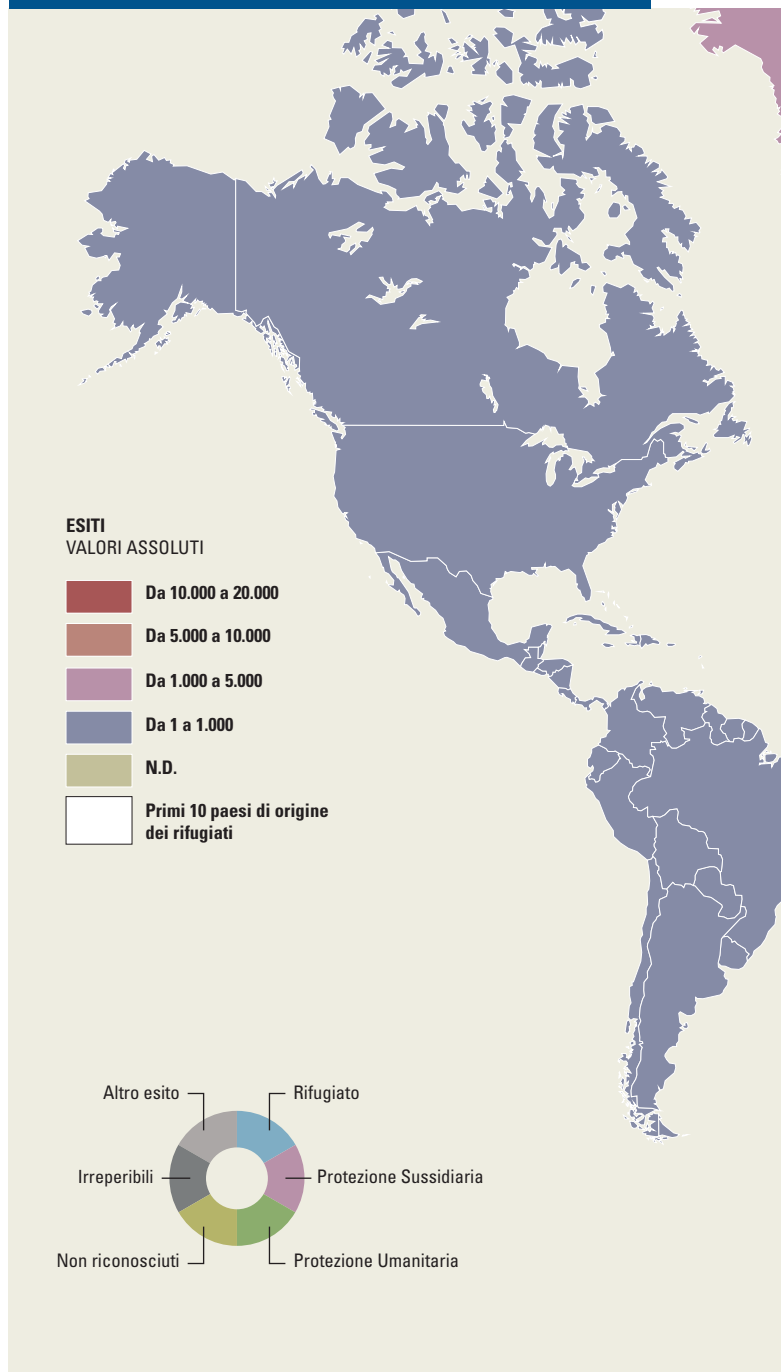 ESITI
VALORI ASSOLUTI
Da 10.000 a 20.000
Da 5.000 a 10.000
Da 1.000 a 5.000
Da 1 a 1.000
N.D.
Primi 10 paesi di origine
dei rifugiati
Altro esito
Rifugiato
Irreperibili
Protezione Sussidiaria
Non riconosciuti
Protezione Umanitaria